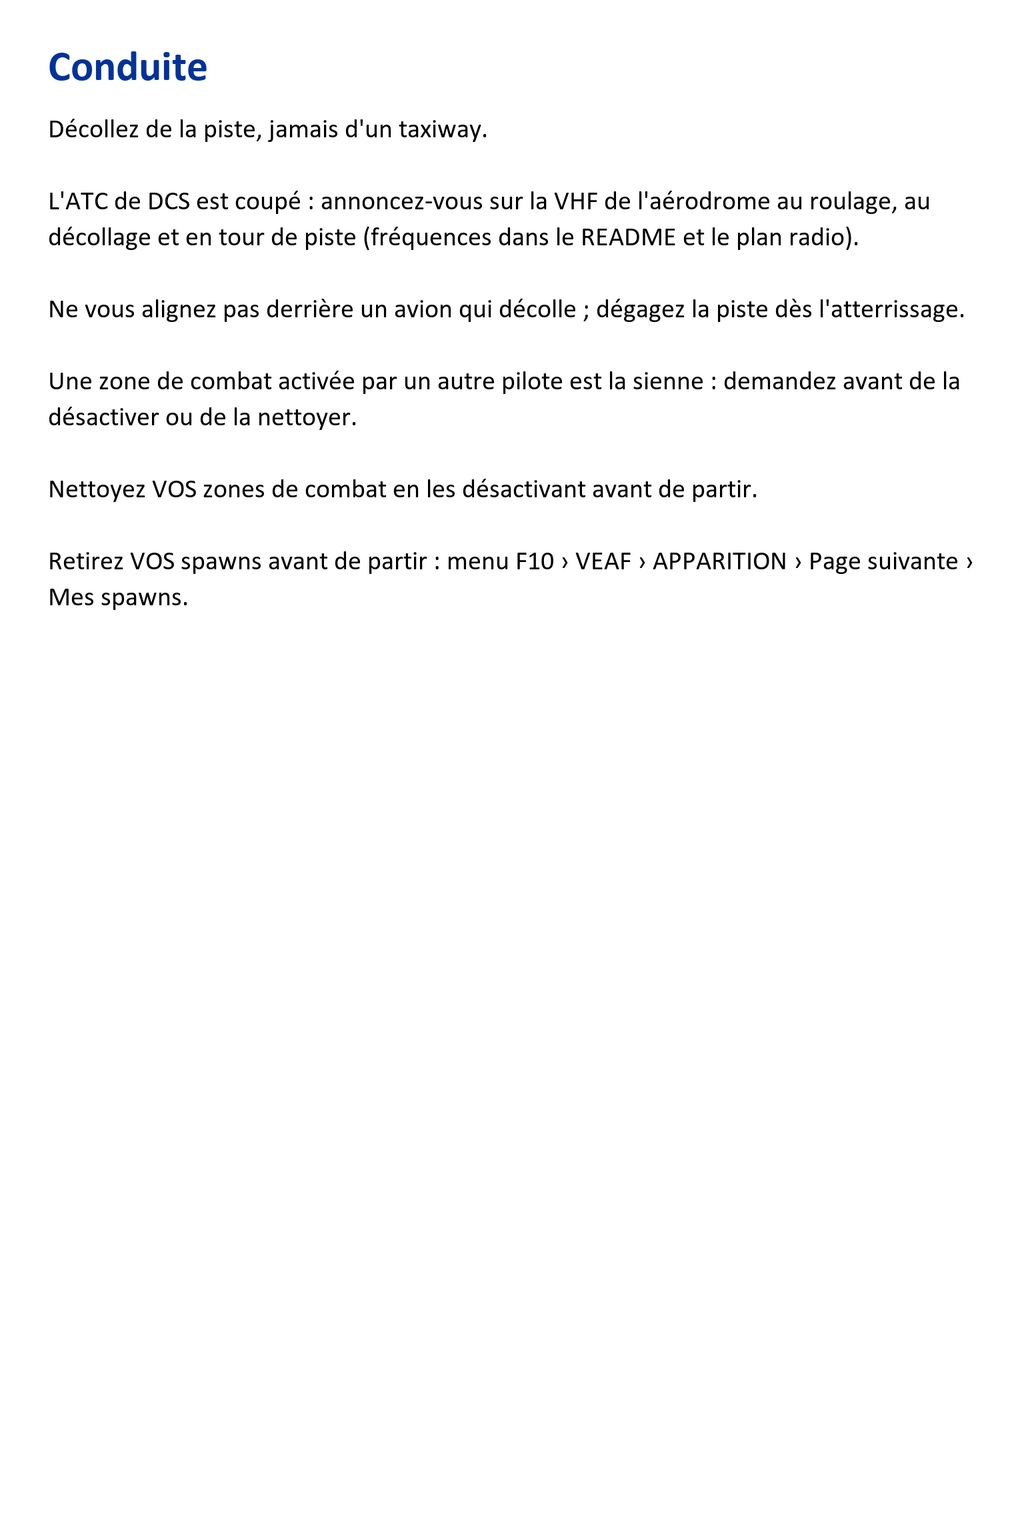 Conduite
Décollez de la piste, jamais d'un taxiway.
L'ATC de DCS est coupé : annoncez-vous sur la VHF de l'aérodrome au roulage, au
décollage et en tour de piste (fréquences dans le README et le plan radio).
Ne vous alignez pas derrière un avion qui décolle ; dégagez la piste dès l'atterrissage.
Une zone de combat activée par un autre pilote est la sienne : demandez avant de la
désactiver ou de la nettoyer.
Nettoyez VOS zones de combat en les désactivant avant de partir.
Retirez VOS spawns avant de partir : menu F10 › VEAF › APPARITION › Page suivante ›
Mes spawns.